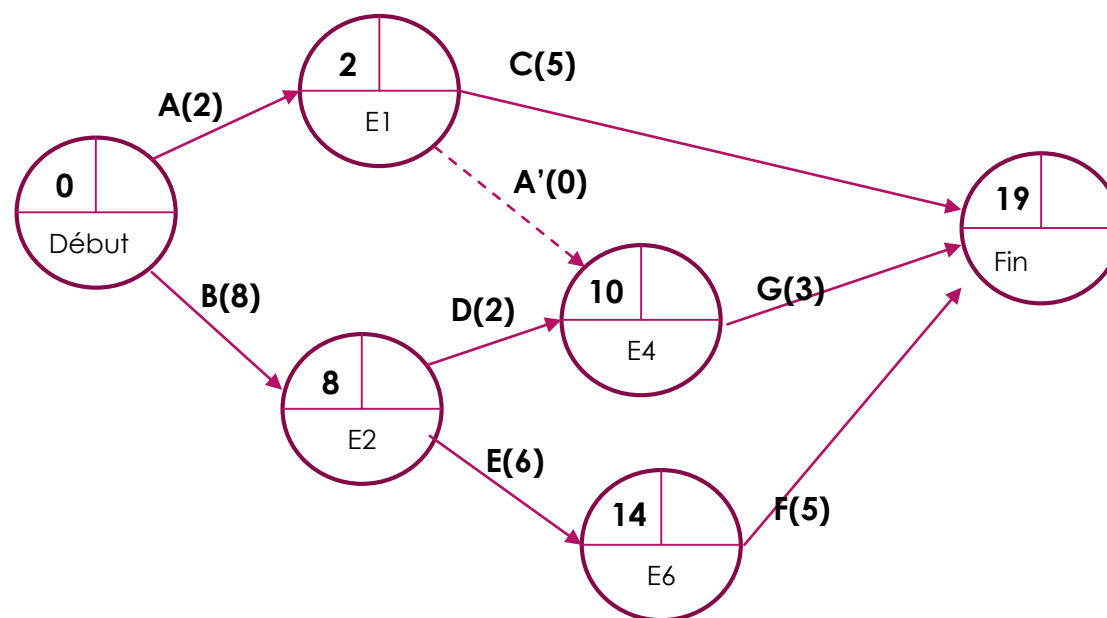 2
E1
C(5)
A(2)
A'(0)
0
Début
19
Fin
B(8)
D(2)
10
E4
G(3)
8
E2
E(6)
14
E6
F(5)